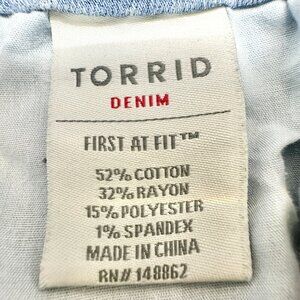 TORRID
DENIM
FIRST AT FIT™
52% COTTON
32% RAYON
15% POLYESTER
1% SPANDEX
MADE IN CHINA
RN# 148862